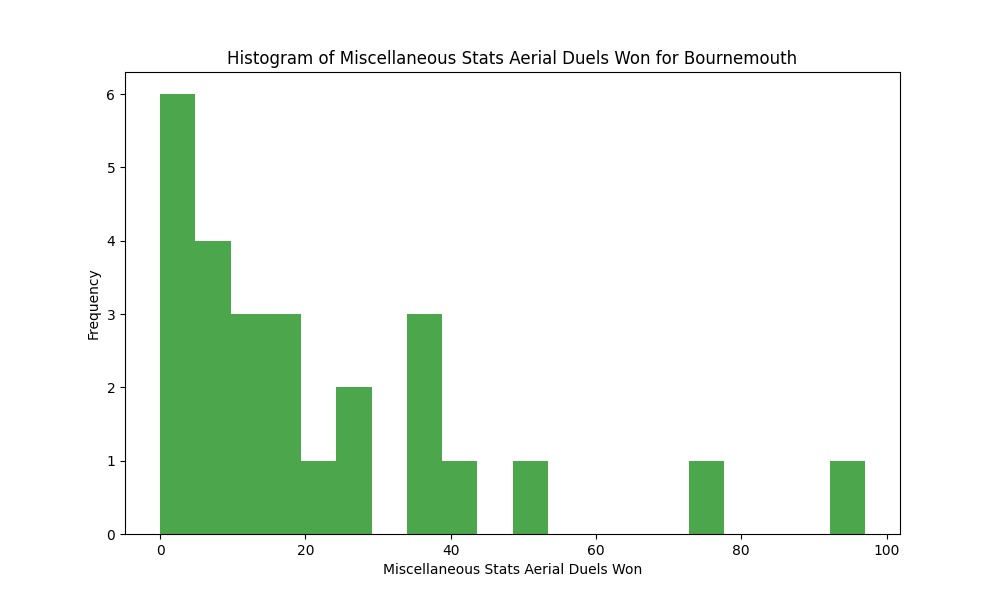 Histogram of Miscellaneous Stats Aerial Duels Won for Bournemouth
6
5
4
3
2
1
0
Frequency
0 20 40 60 80 100
Miscellaneous Stats Aerial Duels Won